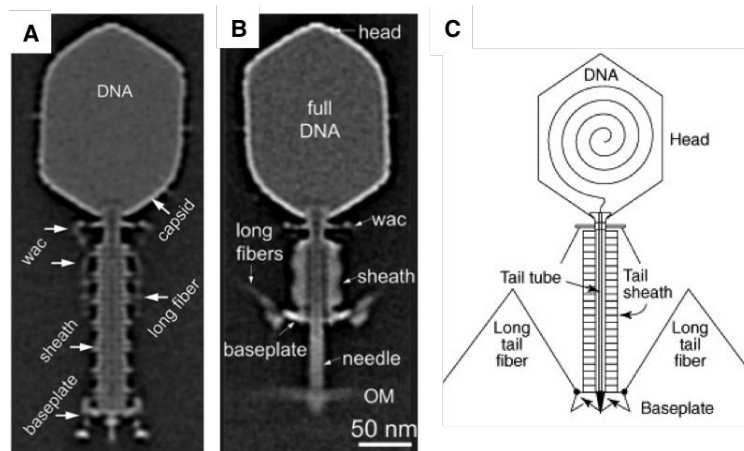 A
DNA
capsid
wac
long fiber
sheath
baseplate
B
head
full
DNA
wac
long
fibers
sheath
baseplate
needle
OM
50 nm
C
DNA
Head
Tail tube
Tail
sheath
Long
tail
fiber
Long
tail
fiber
Baseplate